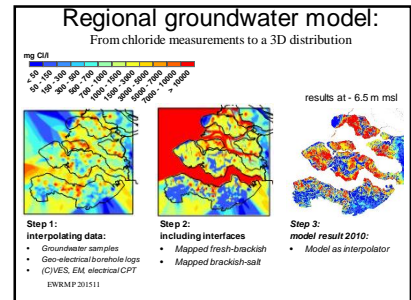 Regional groundwater model:
From chloride measurements to a 3D distribution
mg Cl/l
< 50
50 - 150
150 - 300
300 - 500
500 - 700
700 - 1000
1000 - 1500
1500 - 3000
3000 - 5000
5000 - 7000
7000 - 10000
> 10000
results at - 6.5 m msl
Step 1:
interpolating data:
• Groundwater samples
• Geo-electrical borehole logs
• (C)VES, EM, electrical CPT
Step 2:
including interfaces
• Mapped fresh-brackish
• Mapped brackish-salt
Step 3:
model result 2010:
• Model as interpolator
EWRMP 201511